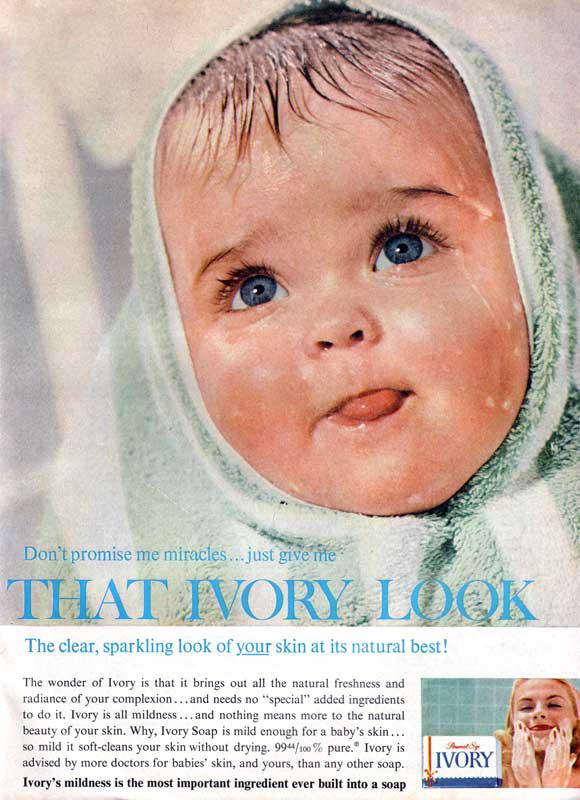 Don't promise me miracles...just give me
THAT IVORY LOOK
The clear, sparkling look of your skin at its natural best!
The wonder of Ivory is that it brings out all the natural freshness and
radiance of your complexion...and needs no “special” added ingredients
to do it. Ivory is all mildness...and nothing means more to the natural
beauty of your skin. Why, Ivory Soap is mild enough for a baby's skin...
so mild it soft-cleans your skin without drying. 99 44/100 % pure.® Ivory is
advised by more doctors for babies' skin, and yours, than any other soap.
Ivory's mildness is the most important ingredient ever built into a soap
Personal Size
IVORY